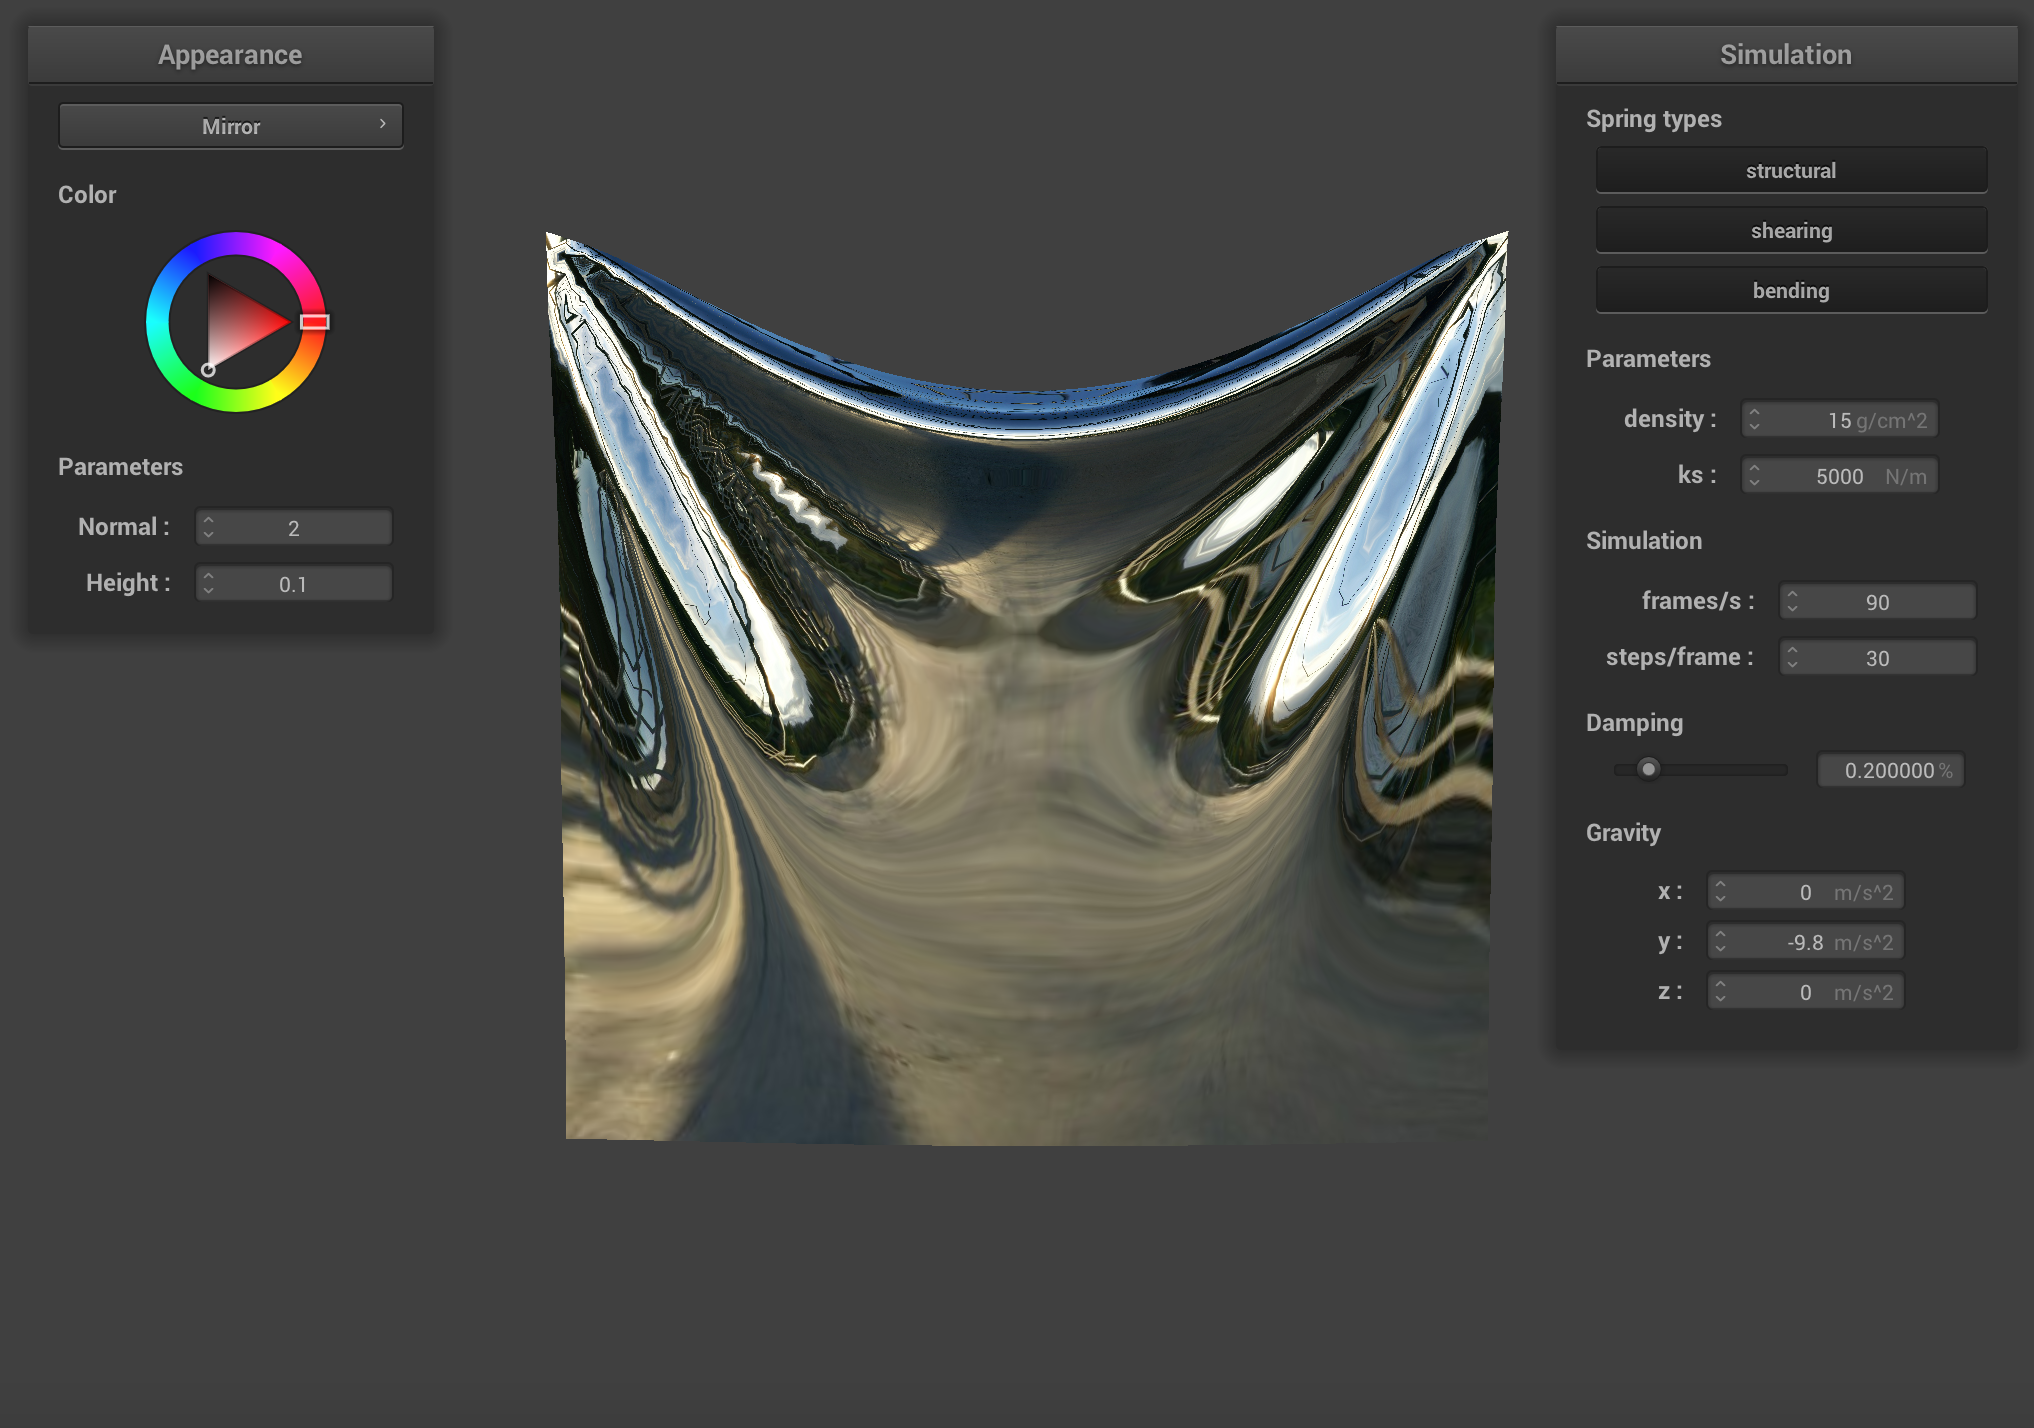 Appearance
Mirror ›
Color
Parameters
Normal : 2
Height : 0.1
Simulation
Spring types
structural
shearing
bending
Parameters
density : 15 g/cm^2
ks : 5000 N/m
Simulation
frames/s : 90
steps/frame : 30
Damping
0.200000 %
Gravity
x : 0 m/s^2
y : -9.8 m/s^2
z : 0 m/s^2